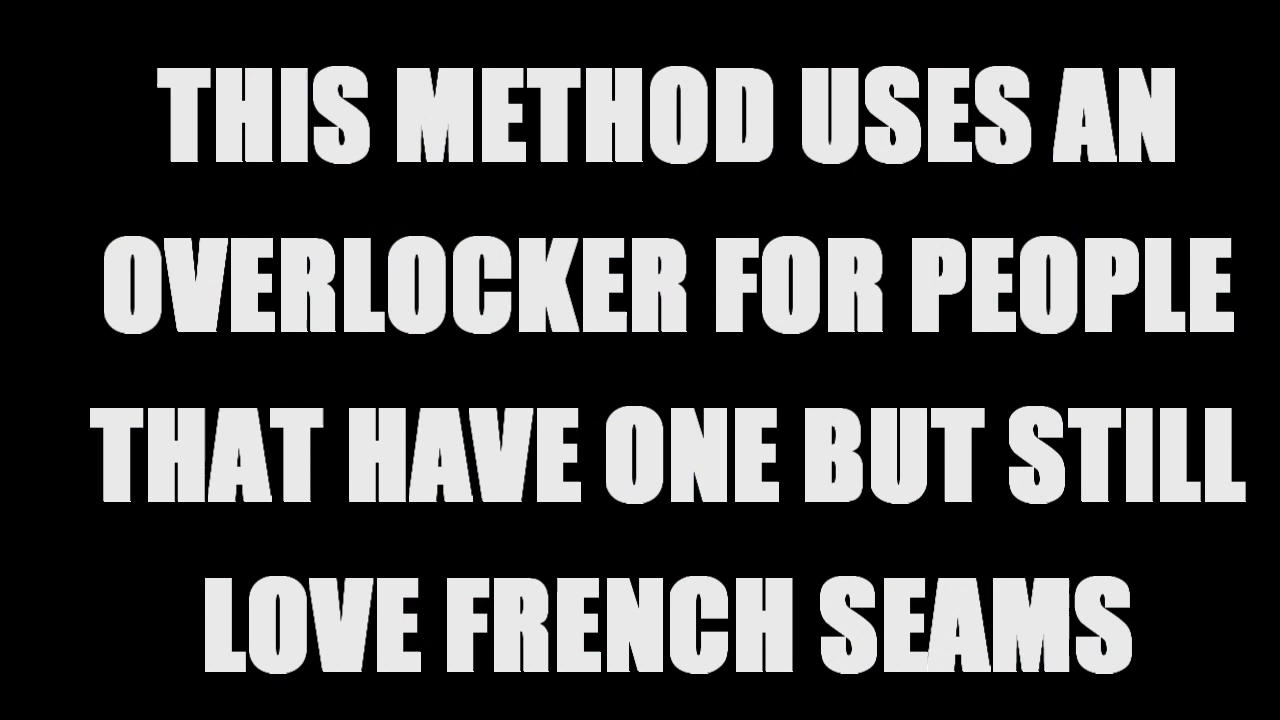 THIS METHOD USES AN
OVERLOCKER FOR PEOPLE
THAT HAVE ONE BUT STILL
LOVE FRENCH SEAMS